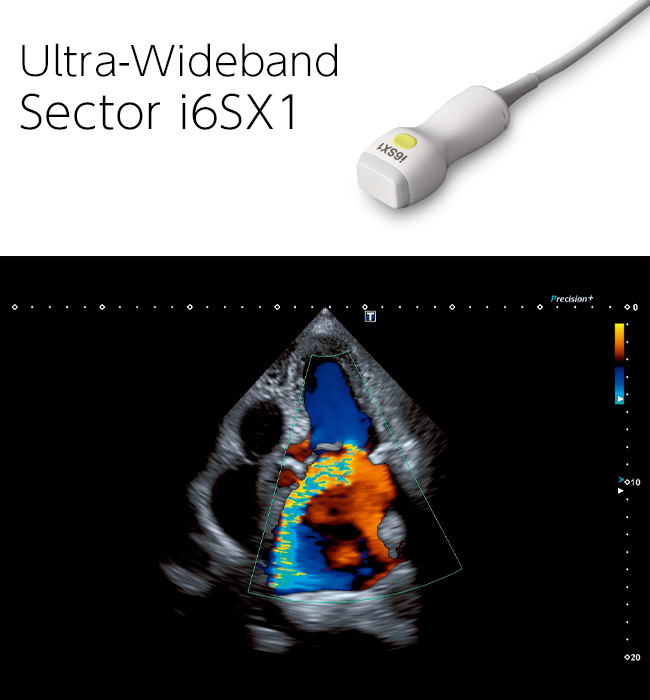 Ultra-Wideband
Sector i6SX1
i6SX1
Precision+
T
0
10
20